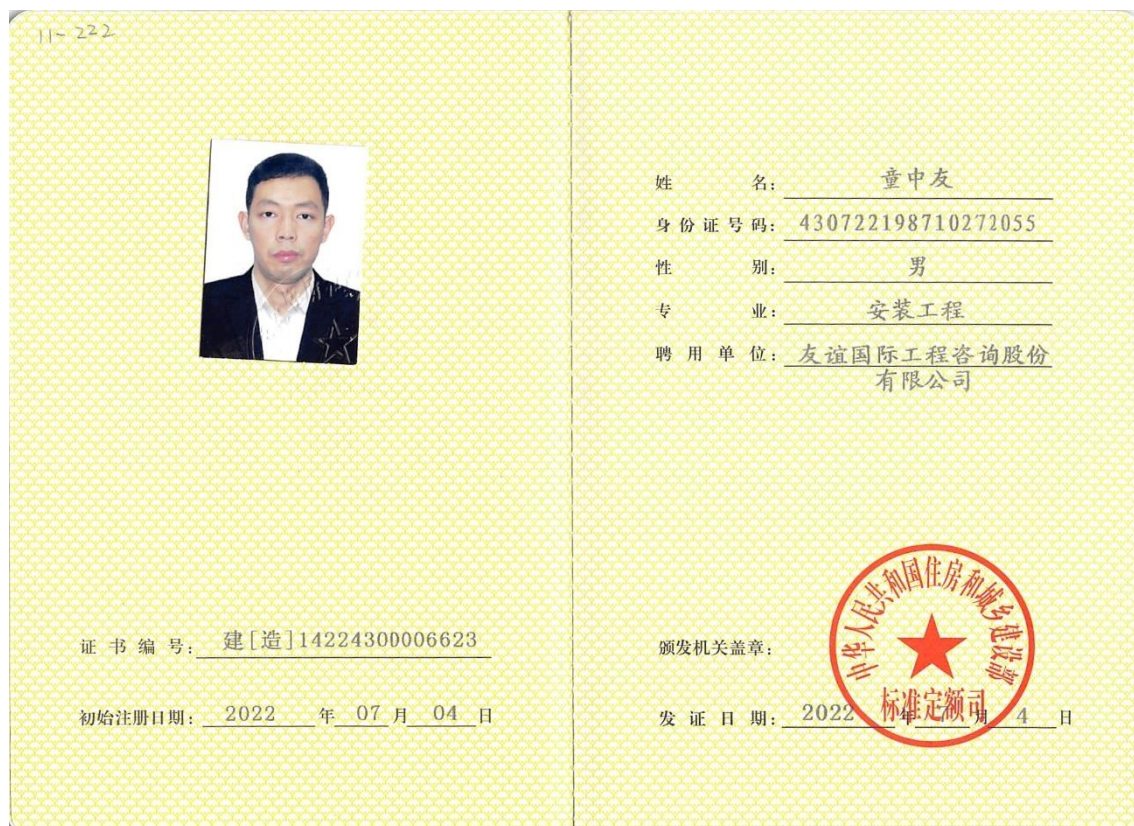 11-222
证书编号: 建[造]14224300006623
初始注册日期: 2022 年 07 月 04 日
姓名: 童中友
身份证号码: 430722198710272055
性别: 男
专业: 安装工程
聘用单位: 友谊国际工程咨询股份
有限公司
中华人民共和国住房和城乡建设部
标准定额司
颁发机关盖章:
发证日期: 2022 年 7 月 4 日